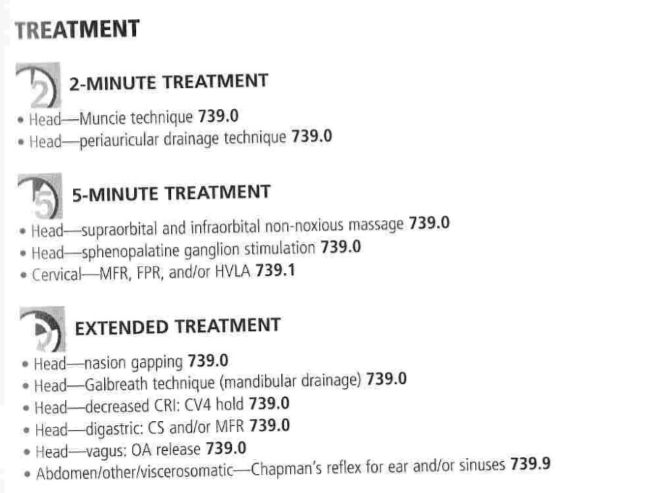 TREATMENT
2
2-MINUTE TREATMENT
• Head—Muncie technique 739.0
• Head—periauricular drainage technique 739.0
5
5-MINUTE TREATMENT
• Head—supraorbital and infraorbital non-noxious massage 739.0
• Head—sphenopalatine ganglion stimulation 739.0
• Cervical—MFR, FPR, and/or HVLA 739.1
EXTENDED TREATMENT
• Head—nasion gapping 739.0
• Head—Galbreath technique (mandibular drainage) 739.0
• Head—decreased CRI: CV4 hold 739.0
• Head—digastric: CS and/or MFR 739.0
• Head—vagus: OA release 739.0
• Abdomen/other/viscerosomatic—Chapman's reflex for ear and/or sinuses 739.9